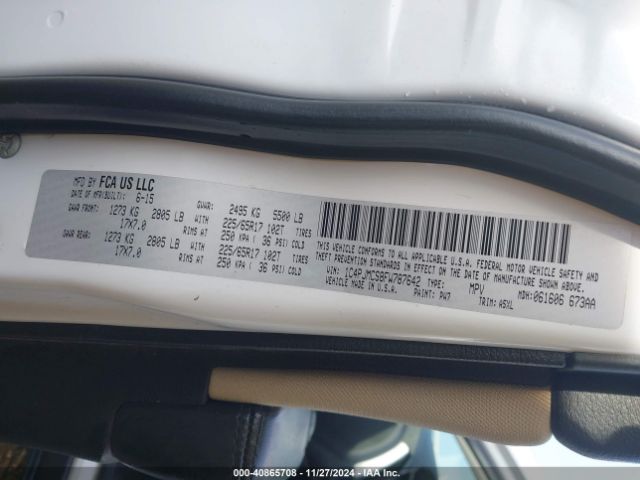 MFD BY FCA US LLC
DATE OF MFR(BUILT): 6-15 GVWR: 2495 KG 5500 LB
GAWR FRONT: 1273 KG 2805 LB WITH 225/65R17 102T TIRES
17X7.0 RIMS AT 250 KPA ( 36 PSI) COLD
GAWR REAR: 1273 KG 2805 LB WITH 225/65R17 102T TIRES
17X7.0 RIMS AT 250 KPA ( 36 PSI) COLD
THIS VEHICLE CONFORMS TO ALL APPLICABLE U.S.A. FEDERAL MOTOR VEHICLE SAFETY AND
THEFT PREVENTION STANDARDS IN EFFECT ON THE DATE OF MANUFACTURE SHOWN ABOVE.
VIN: 1C4PJMCS8FW787642 TYPE: MPV MDH: 061606 673AA
MADE IN U.S.A. PAINT: PW7 TRIM: A5XL
000-40865708 - 11/27/2024 - IAA Inc.